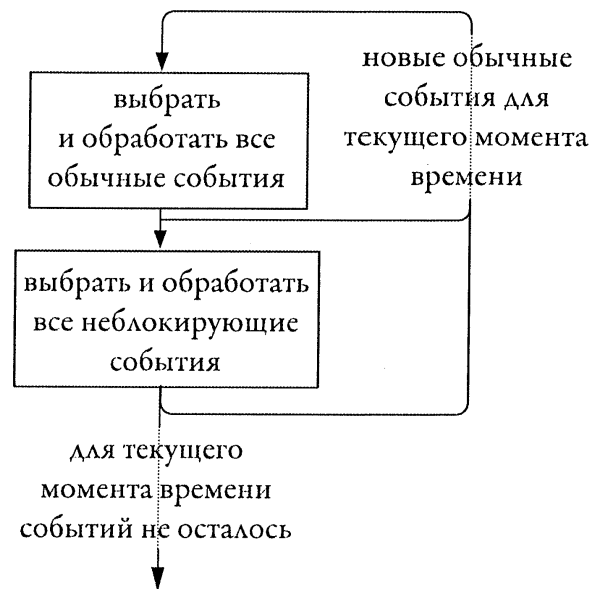 новые обычные
события для
текущего момента
времени
выбрать
и обработать все
обычные события
выбрать и обработать
все неблокирующие
события
для текущего
момента времени
событий не осталось